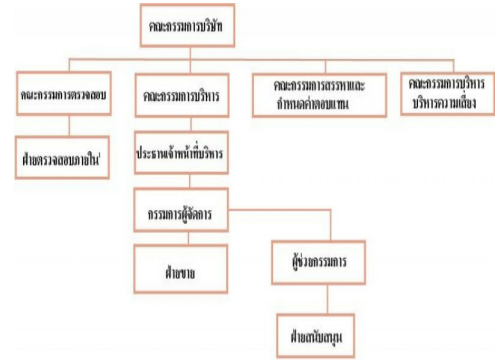 คณะกรรมการบริษัท
คณะกรรมการตรวจสอบ
คณะกรรมการบริหาร
คณะกรรมการสรรหาและ
กำหนดค่าตอบแทน
คณะกรรมการบริหาร
บริหารความเสี่ยง
ฝ่ายตรวจสอบภายใน¹
ประธานเจ้าหน้าที่บริหาร
กรรมการผู้จัดการ
ฝ่ายขาย
ผู้ช่วยกรรมการ
ฝ่ายสนับสนุน